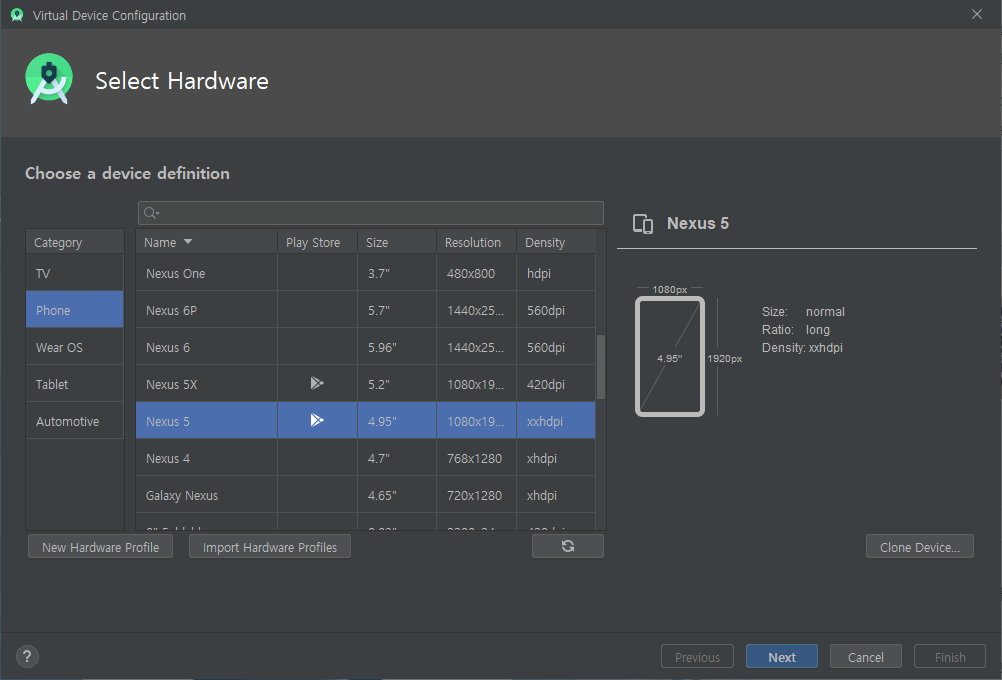 Virtual Device Configuration
Select Hardware
Choose a device definition
Category
TV
Phone
Wear OS
Tablet
Automotive
Name Play Store Size Resolution Density
Nexus One 3.7" 480x800 hdpi
Nexus 6P 5.7" 1440x25... 560dpi
Nexus 6 5.96" 1440x25... 560dpi
Nexus 5X 5.2" 1080x19... 420dpi
Nexus 5 4.95" 1080x19... xxhdpi
Nexus 4 4.7" 768x1280 xhdpi
Galaxy Nexus 4.65" 720x1280 xhdpi
New Hardware Profile Import Hardware Profiles
Nexus 5
1080px
4.95"
1920px
Size: normal
Ratio: long
Density: xxhdpi
Clone Device...
? Previous Next Cancel Finish